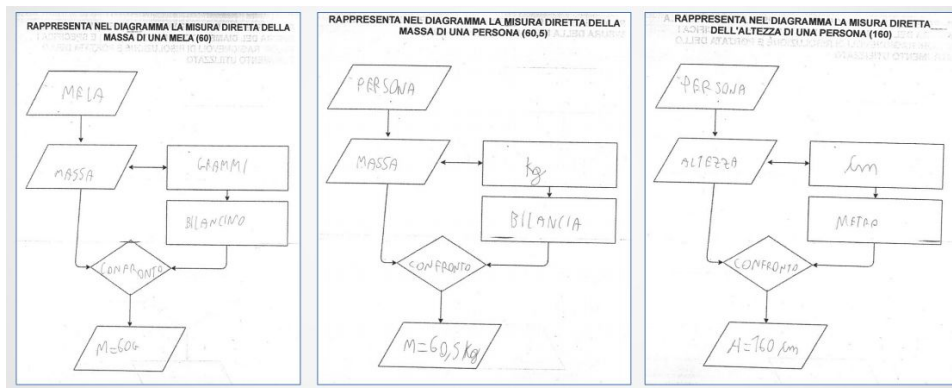 RAPPRESENTA NEL DIAGRAMMA LA MISURA DIRETTA DELLA
MASSA DI UNA MELA (60)
MELA
MASSA
GRAMMI
BILANCINO
CONFRONTO
M=60G
RAPPRESENTA NEL DIAGRAMMA LA MISURA DIRETTA DELLA
MASSA DI UNA PERSONA (60,5)
PERSONA
MASSA
kg
BILANCIA
CONFRONTO
M=60,5 Kg
RAPPRESENTA NEL DIAGRAMMA LA MISURA DIRETTA
DELL'ALTEZZA DI UNA PERSONA (160)
PERSONA
ALTEZZA
cm
METRO
CONFRONTO
H=160 cm